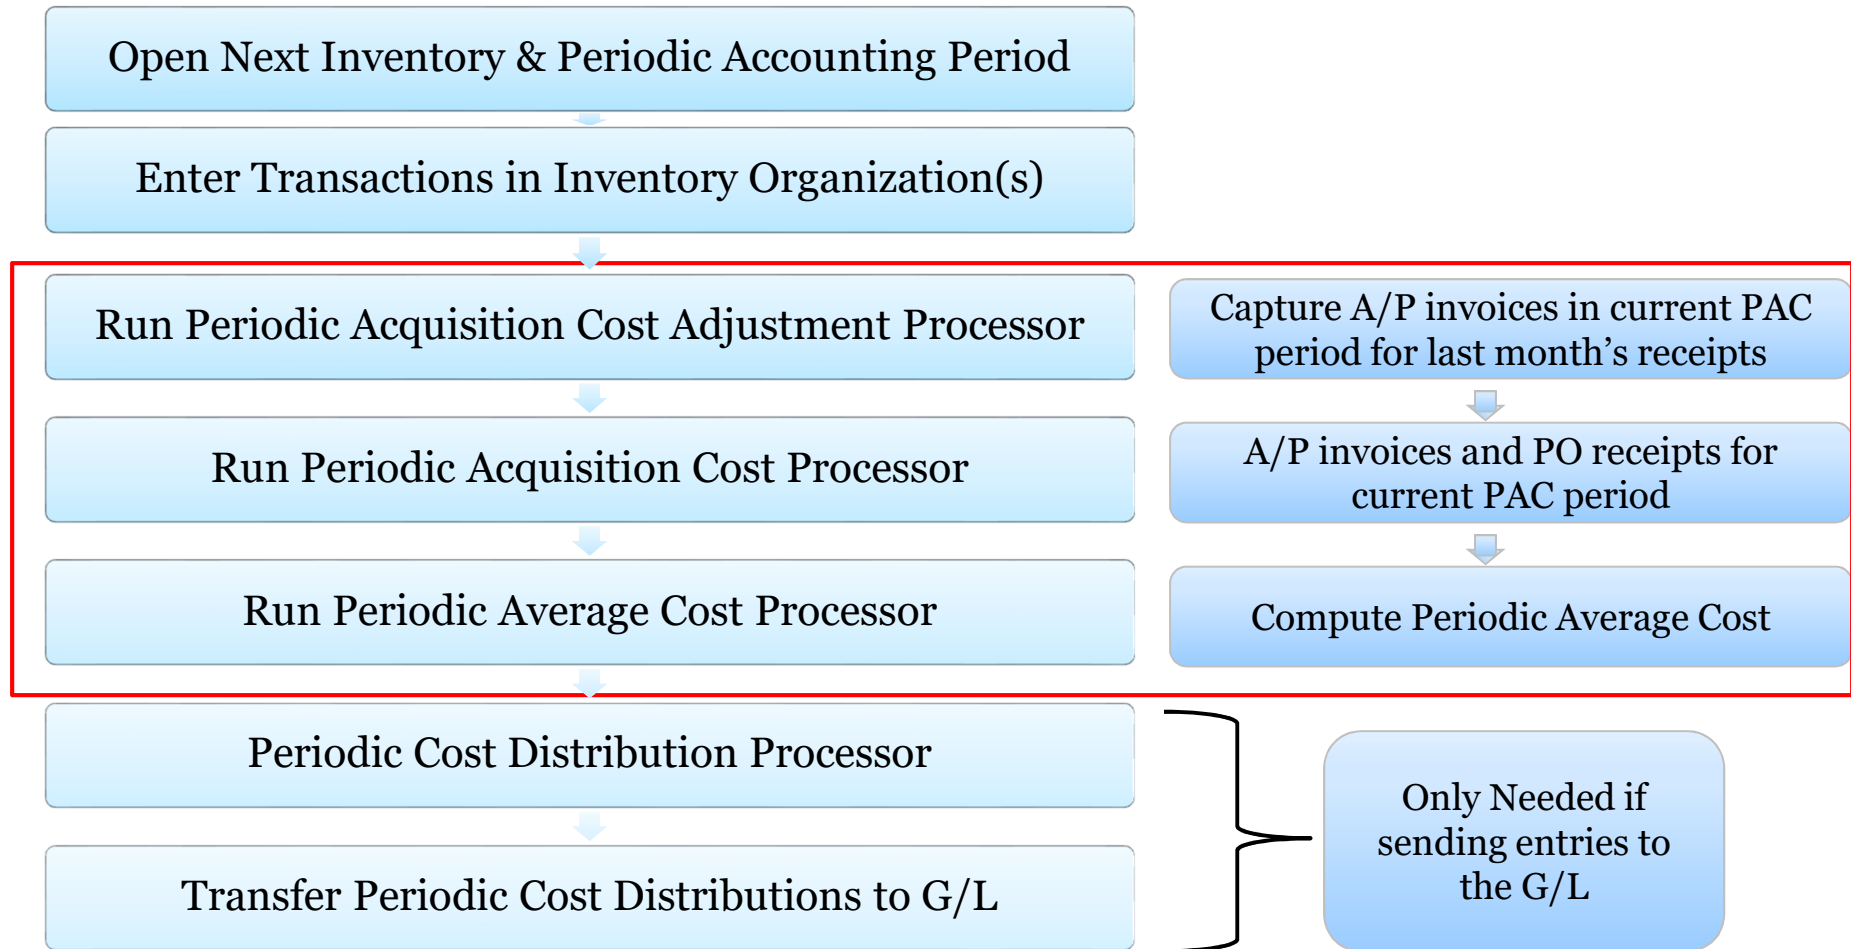 Open Next Inventory & Periodic Accounting Period
Enter Transactions in Inventory Organization(s)
Run Periodic Acquisition Cost Adjustment Processor
Capture A/P invoices in current PAC
period for last month’s receipts
Run Periodic Acquisition Cost Processor
A/P invoices and PO receipts for
current PAC period
Run Periodic Average Cost Processor
Compute Periodic Average Cost
Periodic Cost Distribution Processor
Transfer Periodic Cost Distributions to G/L
Only Needed if
sending entries to
the G/L